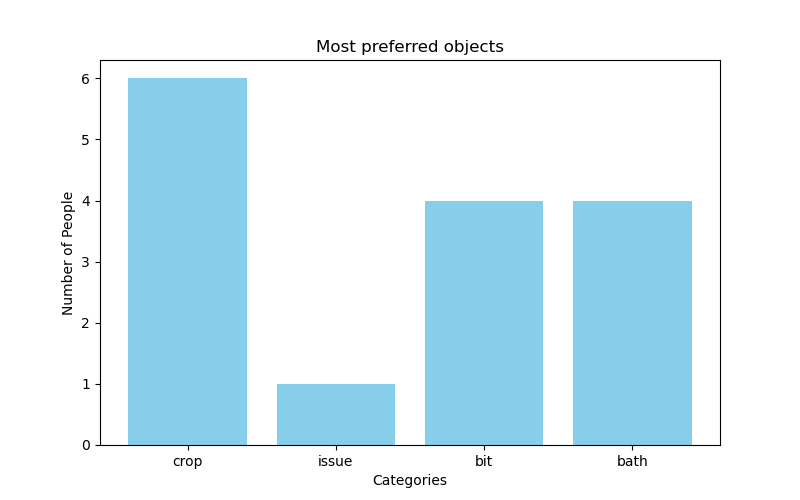 Most preferred objects
6
5
4
3
2
1
0
Number of People
crop issue bit bath
Categories